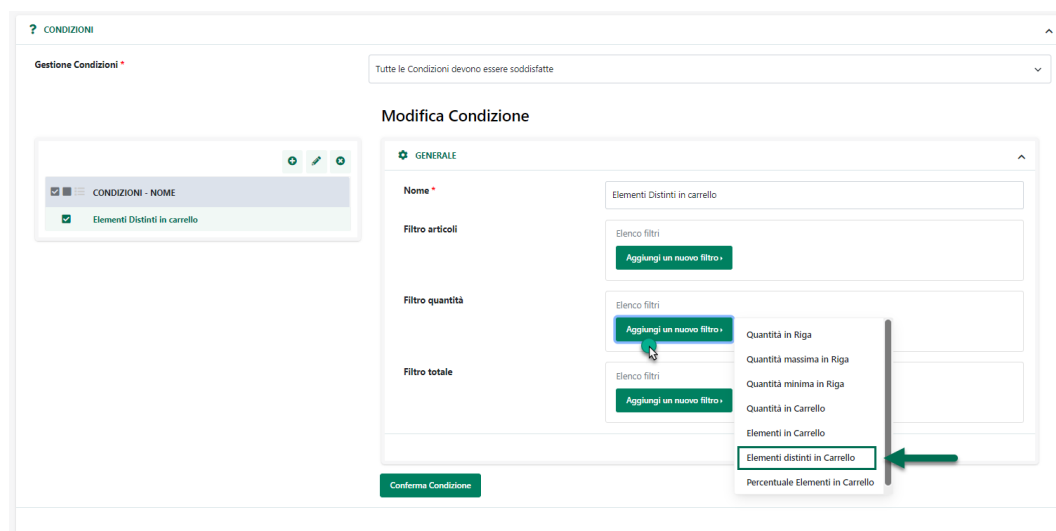 ? CONDIZIONI
Gestione Condizioni *
Tutte le Condizioni devono essere soddisfatte
Modifica Condizione
GENERALE
CONDIZIONI - NOME
Elementi Distinti in carrello
Nome *
Elementi Distinti in carrello
Filtro articoli
Elenco filtri
Aggiungi un nuovo filtro ›
Filtro quantità
Elenco filtri
Aggiungi un nuovo filtro ›
Quantità in Riga
Quantità massima in Riga
Quantità minima in Riga
Quantità in Carrello
Elementi in Carrello
Elementi distinti in Carrello
Percentuale Elementi in Carrello
Filtro totale
Elenco filtri
Aggiungi un nuovo filtro ›
Conferma Condizione